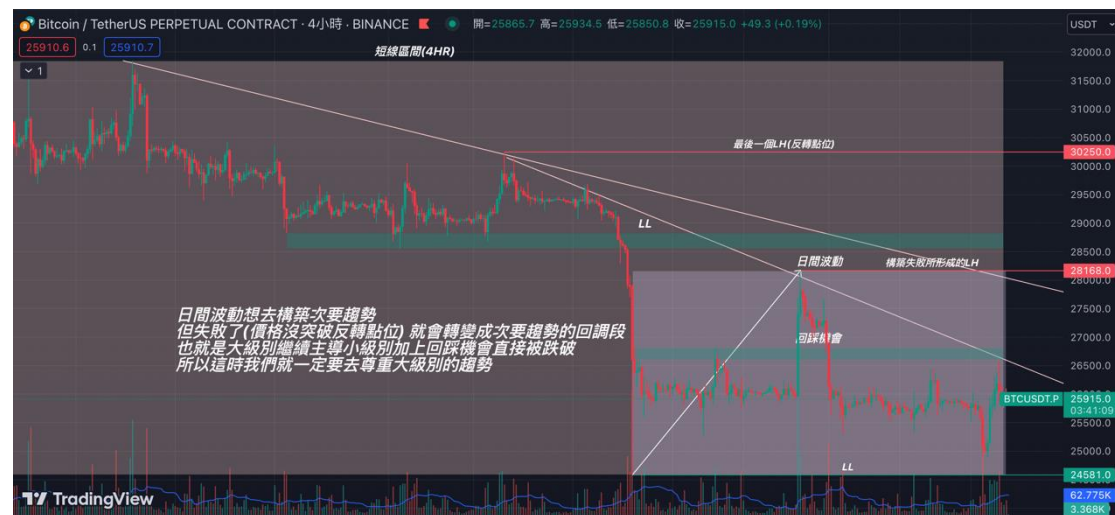 Bitcoin / TetherUS PERPETUAL CONTRACT · 4小時 · BINANCE 開=25865.7 高=25934.5 低=25850.8 收=25915.0 +49.3 (+0.19%)
USDT
25910.6 0.1 25910.7
1
短線區間(4HR)
32000.0
31500.0
31000.0
30500.0
最後一個LH(反轉點位)
30250.0
30000.0
29500.0
29000.0
LL
28500.0
日間波動
構築失敗所形成的LH
28168.0
28000.0
27500.0
日間波動想去構築次要趨勢
但失敗了(價格沒突破反轉點位) 就會轉變成次要趨勢的回調段
也就是大級別繼續主導小級別加上回踩機會直接被跌破
所以這時我們就一定要去尊重大級別的趨勢
回踩機會
27000.0
26500.0
BTCUSDT.P 25915.0
03:41:09
25500.0
25000.0
LL
24581.0
TradingView
62.775K
3.368K